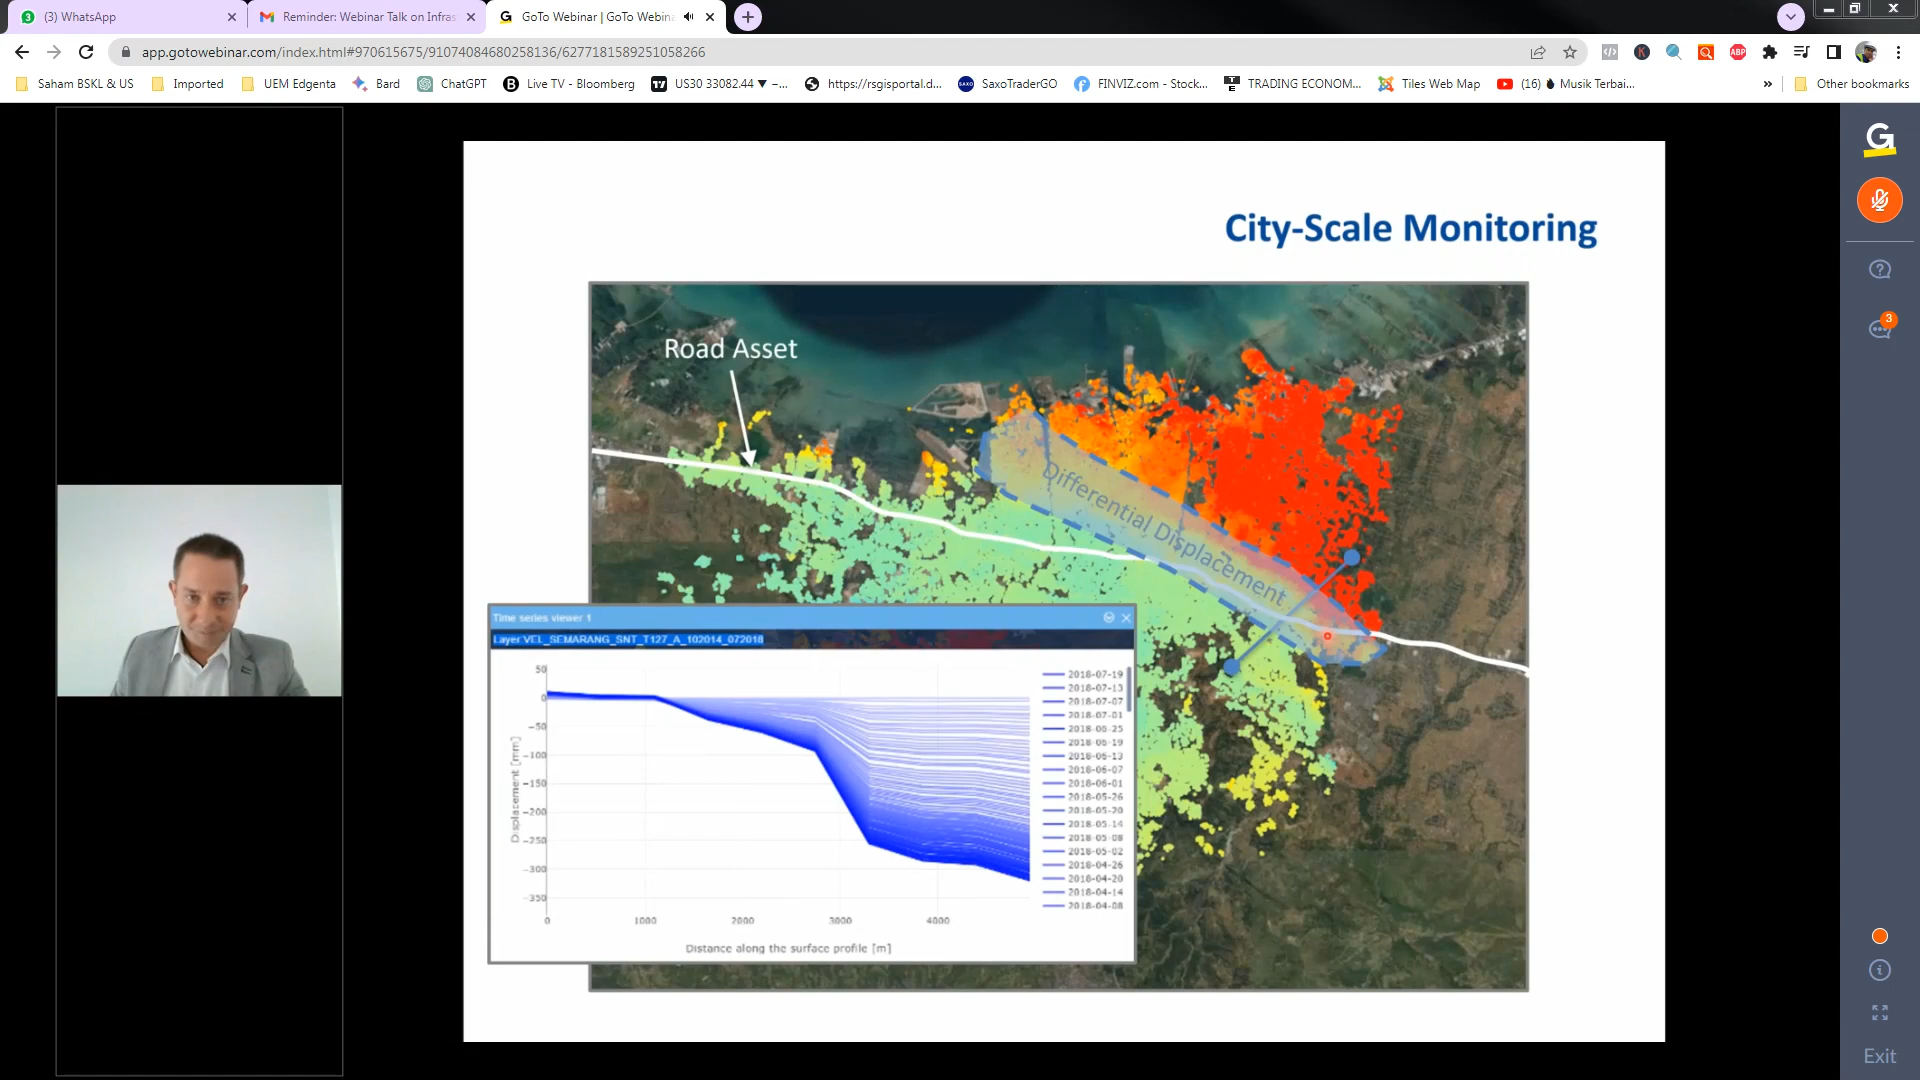 (3) WhatsApp
Reminder: Webinar Talk on Infras
GoTo Webinar | GoTo Webin
app.gotowebinar.com/index.html#970615675/91074084680258136/6277181589251058266
Saham BSKL & US
Imported
UEM Edgenta
Bard
ChatGPT
Live TV - Bloomberg
US30 33082.44 ▼ −...
https://rsgisportal.d...
SaxoTraderGO
FINVIZ.com - Stock...
TRADING ECONOM...
Tiles Web Map
(16) Musik Terbai...
»
Other bookmarks
City-Scale Monitoring
Road Asset
Differential Displacement
Time series viewer 1
Layer VEL_SEMARANG_SNT_T127_A_102014_072018
50
0
−50
−100
−150
−200
−250
−300
−350
Displacement [mm]
0 1000 2000 3000 4000
Distance along the surface profile [m]
2018-07-19
2018-07-13
2018-07-07
2018-07-01
2018-06-25
2018-06-19
2018-06-13
2018-06-07
2018-06-01
2018-05-26
2018-05-20
2018-05-14
2018-05-08
2018-05-02
2018-04-26
2018-04-20
2018-04-14
2018-04-08
G
3
Exit